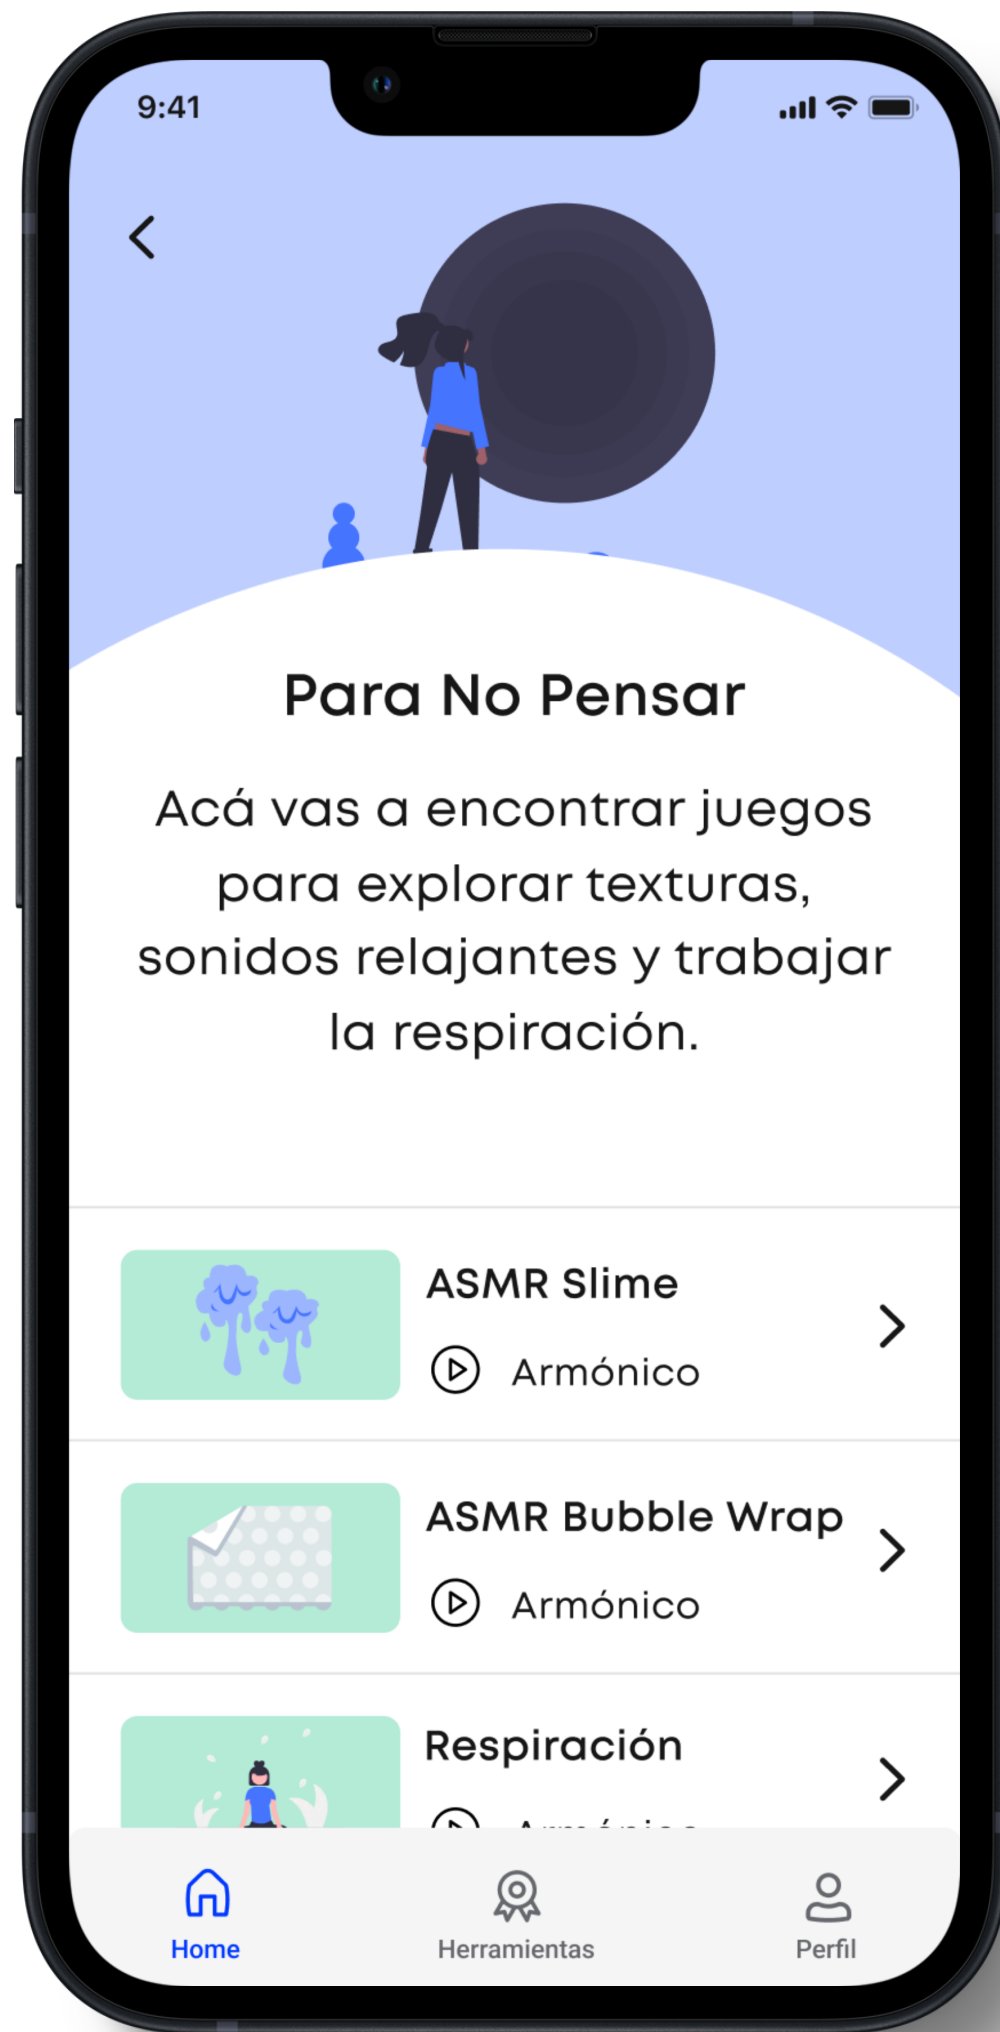 9:41
Para No Pensar
Acá vas a encontrar juegos
para explorar texturas,
sonidos relajantes y trabajar
la respiración.
ASMR Slime
Armónico
ASMR Bubble Wrap
Armónico
Respiración
Armónico
Home
Herramientas
Perfil